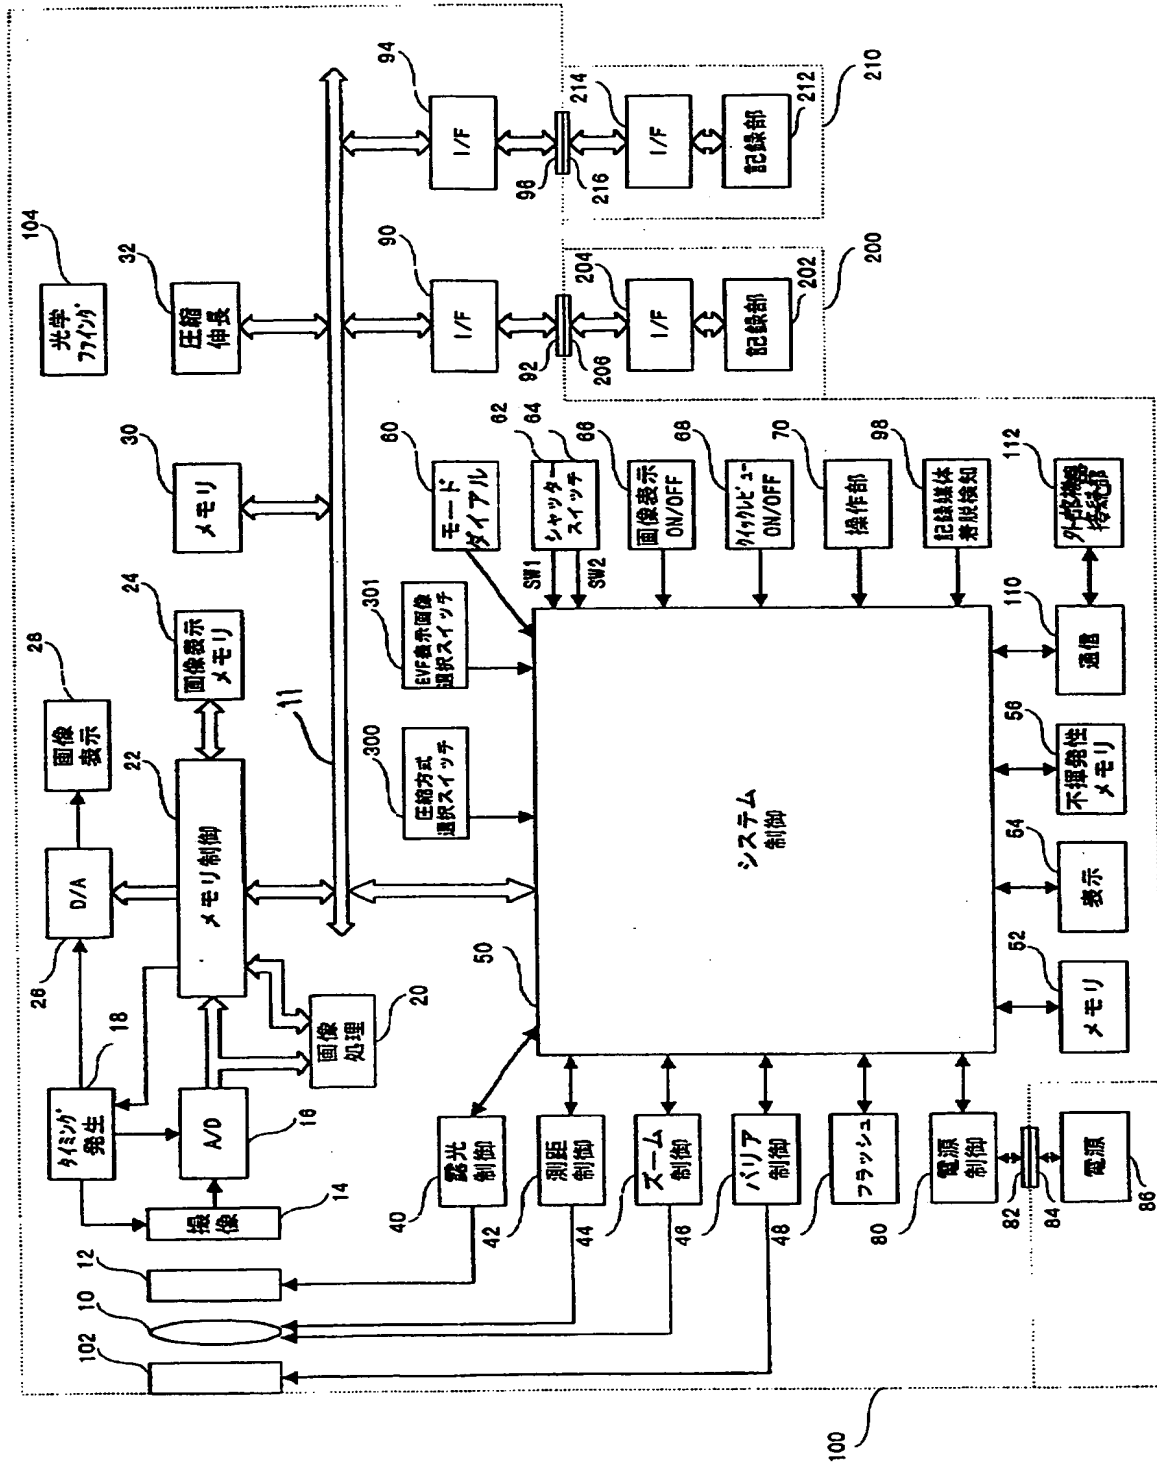 104
光学
ファインダ
32
圧縮
伸長
30
メモリ
24
画像表示
メモリ
28
画像
表示
22
メモリ制御
26
D/A
18
タイミング
発生
16
A/D
20
画像
処理
14
撮
像
12
10
102
11
94
I/F
90
I/F
96
216
214
I/F
212
記録部
210
92
206
204
I/F
202
記録部
200
300
圧縮方式
選択スイッチ
301
EVF表示画像
選択スイッチ
60
モード
ダイアル
62
64
シャッター
スイッチ
SW1
SW2
66
画像表示
ON/OFF
68
クイックレビュー
ON/OFF
70
操作部
98
記録媒体
着脱検知
50
システム
制御
40
露光
制御
42
測距
制御
44
ズーム
制御
46
バリア
制御
48
フラッシュ
80
電源
制御
82
84
86
電源
52
メモリ
54
表示
56
不揮発性
メモリ
110
通信
112
外部機器
接続部
100